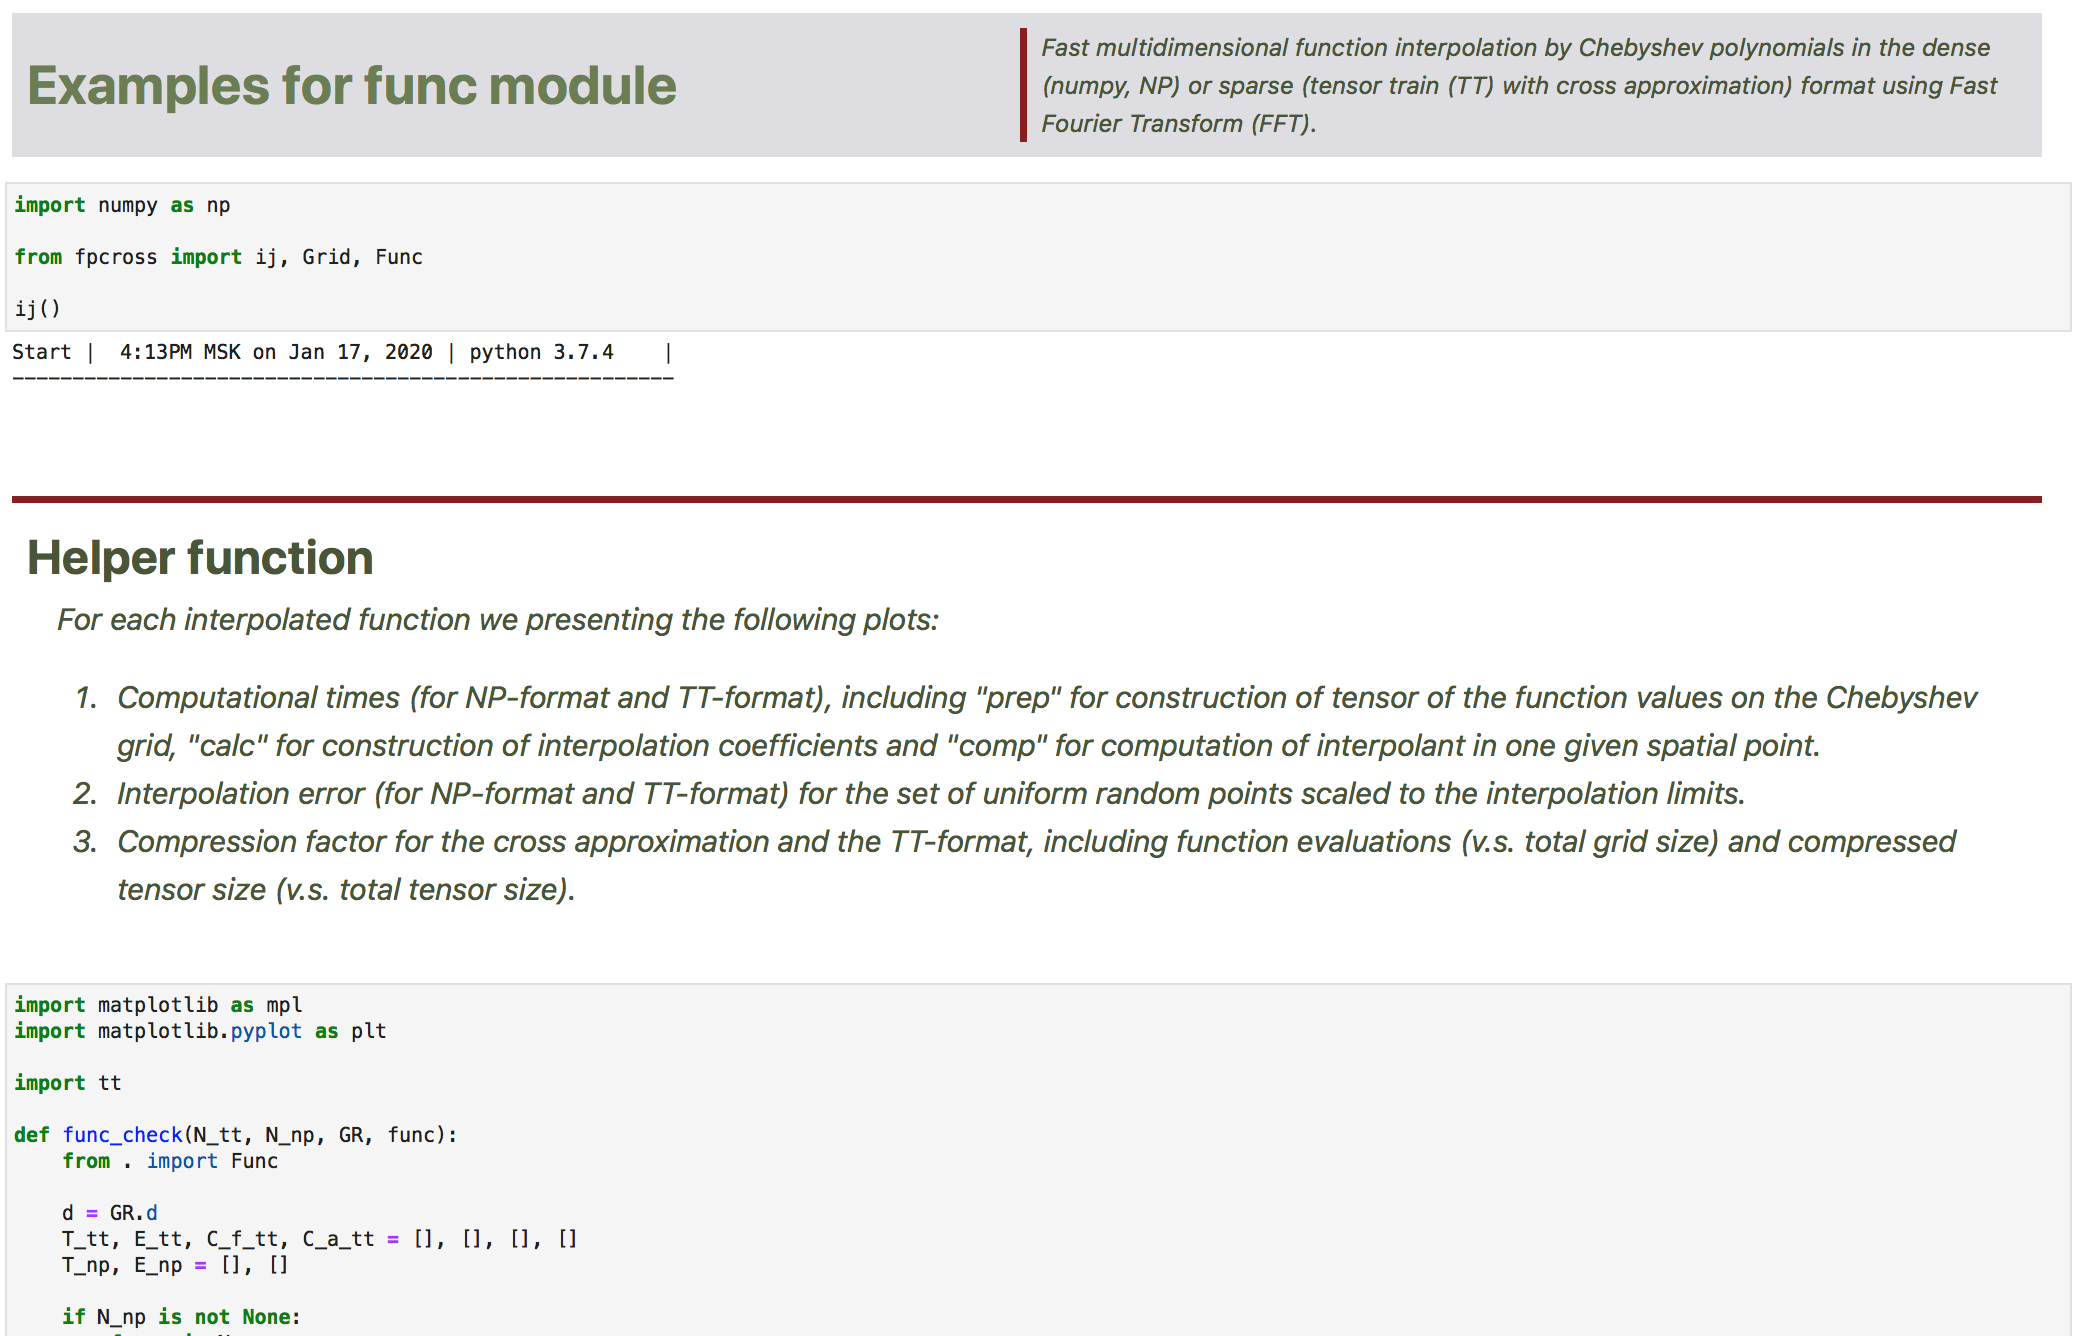 Examples for func module
Fast multidimensional function interpolation by Chebyshev polynomials in the dense
(numpy, NP) or sparse (tensor train (TT) with cross approximation) format using Fast
Fourier Transform (FFT).
import numpy as np
from fpcross import ij, Grid, Func
ij()
Start |  4:13PM MSK on Jan 17, 2020 | python 3.7.4    |
-------------------------------------------------------
Helper function
For each interpolated function we presenting the following plots:
1. Computational times (for NP-format and TT-format), including "prep" for construction of tensor of the function values on the Chebyshev
grid, "calc" for construction of interpolation coefficients and "comp" for computation of interpolant in one given spatial point.
2. Interpolation error (for NP-format and TT-format) for the set of uniform random points scaled to the interpolation limits.
3. Compression factor for the cross approximation and the TT-format, including function evaluations (v.s. total grid size) and compressed
tensor size (v.s. total tensor size).
import matplotlib as mpl
import matplotlib.pyplot as plt
import tt
def func_check(N_tt, N_np, GR, func):
    from . import Func
    d = GR.d
    T_tt, E_tt, C_f_tt, C_a_tt = [], [], [], []
    T_np, E_np = [], []
    if N_np is not None: